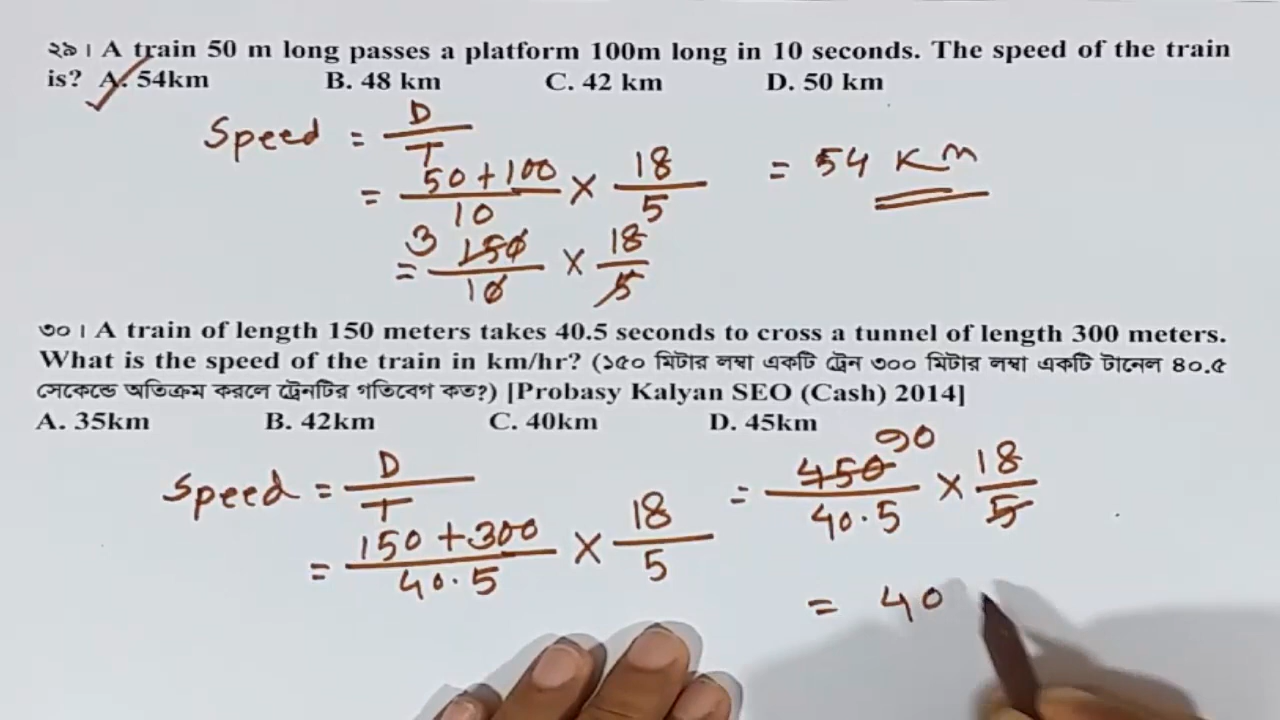 ২৯। A train 50 m long passes a platform 100m long in 10 seconds. The speed of the train
is? A. 54km B. 48 km C. 42 km D. 50 km
Speed = D/T
= 50+100/10 × 18/5 = 54 Km
= 3 150/10 × 18/5
৩০। A train of length 150 meters takes 40.5 seconds to cross a tunnel of length 300 meters.
What is the speed of the train in km/hr? (১৫০ মিটার লম্বা একটি ট্রেন ৩০০ মিটার লম্বা একটি টানেল ৪০.৫
সেকেন্ডে অতিক্রম করলে ট্রেনটির গতিবেগ কত?) [Probasy Kalyan SEO (Cash) 2014]
A. 35km B. 42km C. 40km D. 45km
Speed = D/T
= 150+300/40.5 × 18/5
= 450 90/40.5 × 18/5
= 40